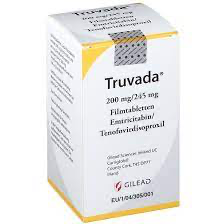 Truvada®
200 mg/245 mg
Filmtabletten
Emtricitabin/
Tenofovirdisoproxil
Gilead Sciences Ireland UC
Carrigtohill
County Cork, T45 DP77
Irland
GILEAD
EU/1/04/305/001